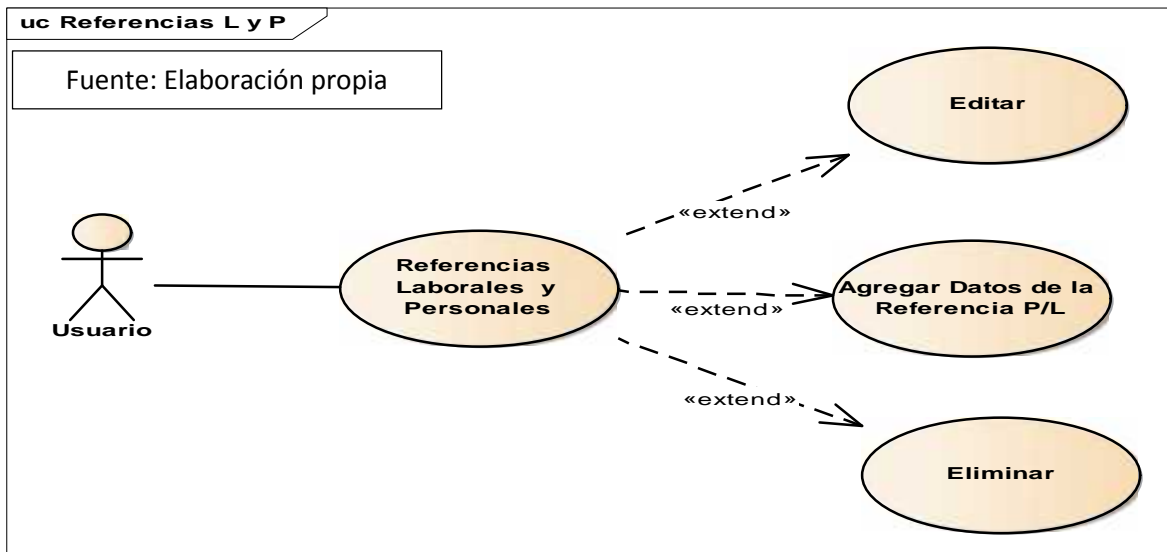 uc Referencias L y P
Fuente: Elaboración propia
Editar
«extend»
Usuario
Referencias
Laborales y
Personales
«extend»
Agregar Datos de la
Referencia P/L
«extend»
Eliminar